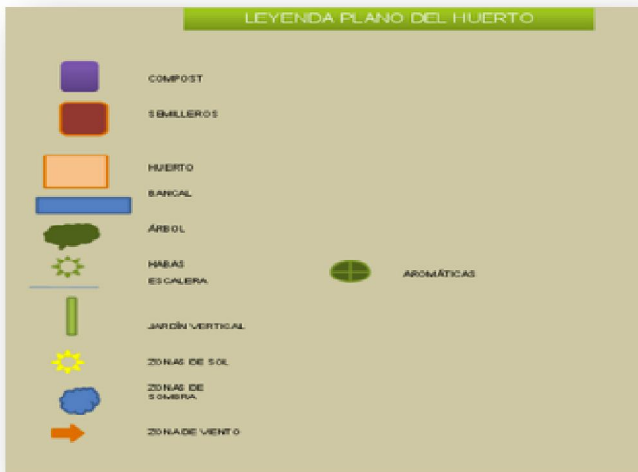 LEYENDA PLANO DEL HUERTO
COMPOST
SEMILLEROS
HUERTO
BANCAL
ÁRBOL
HABAS
ESCALERA
AROMÁTICAS
JARDÍN VERTICAL
ZONAS DE SOL
ZONAS DE
SOMBRA
ZONA DE VIENTO